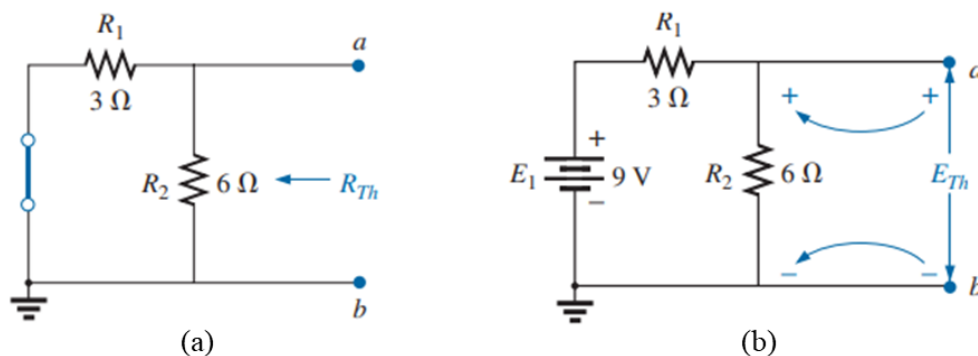 R1
a
3 Ω
R2
6 Ω
RTh
b
(a)
R1
a
3 Ω
+
+
+
E1
9 V
R2
6 Ω
ETh
−
−
−
b
(b)